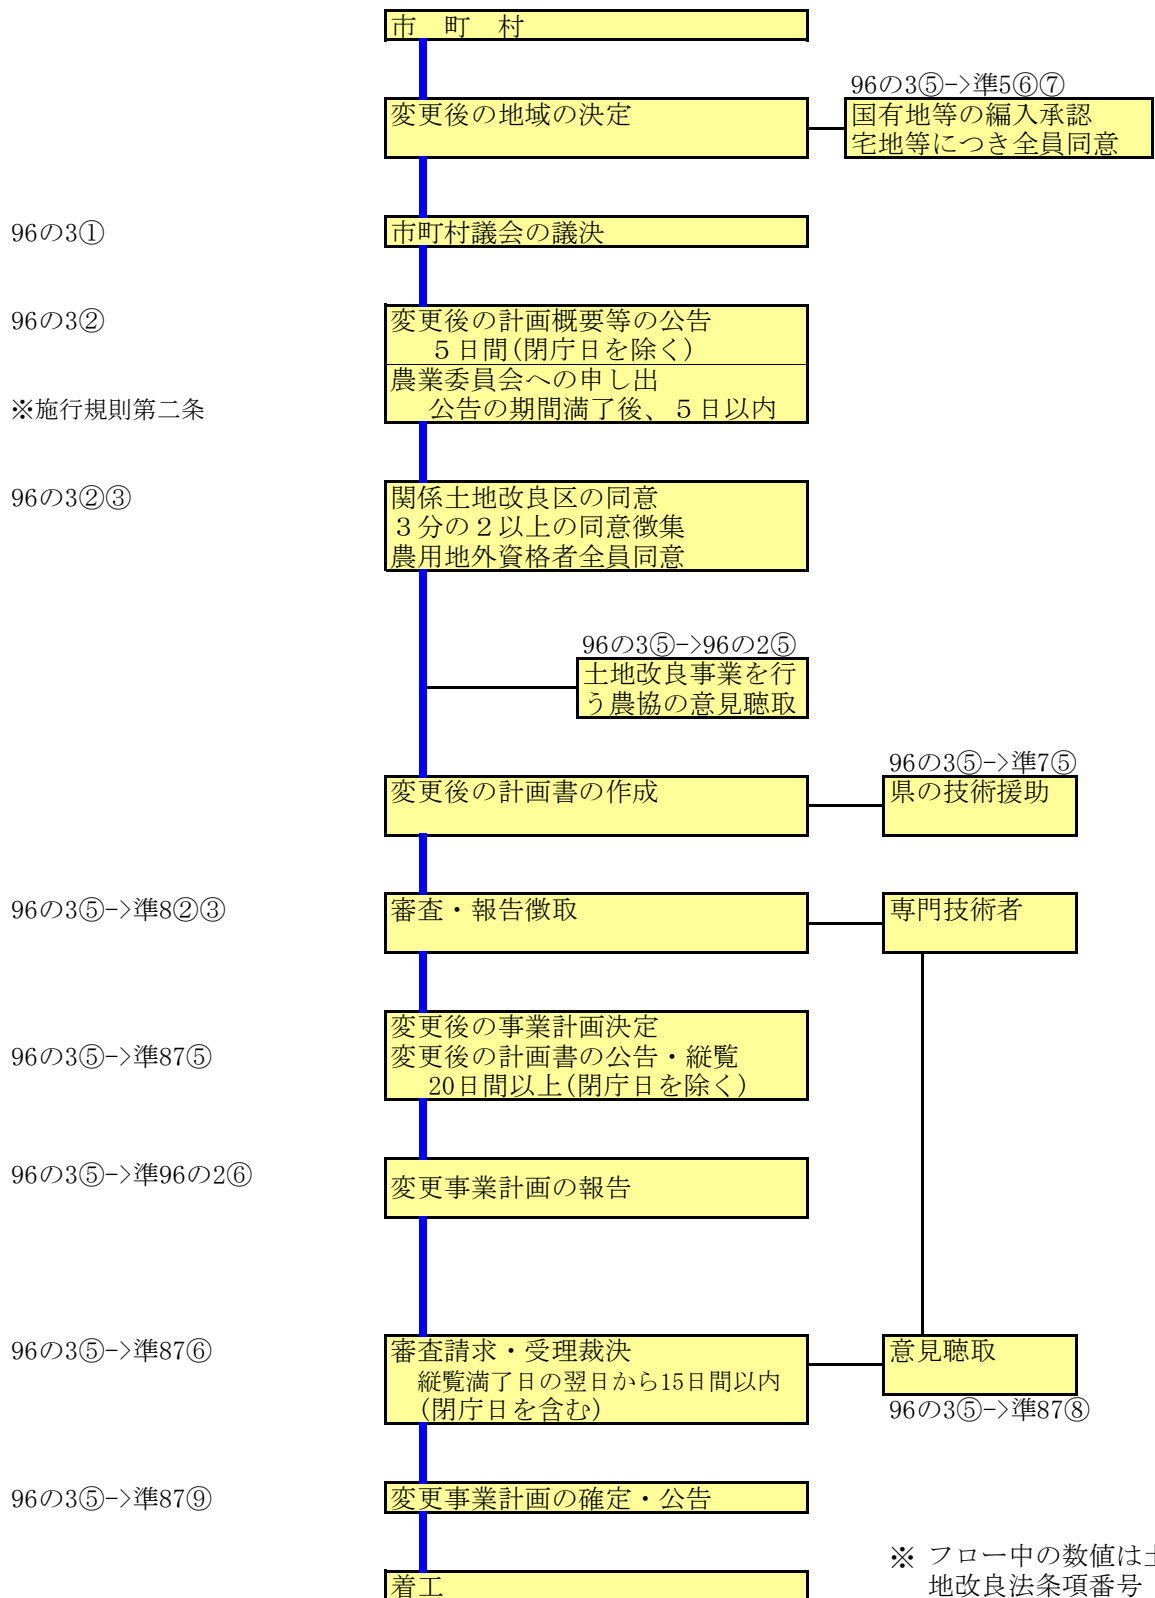 市　町　村
96の3⑤->準5⑥⑦
変更後の地域の決定
国有地等の編入承認
宅地等につき全員同意
96の3①
市町村議会の議決
96の3②
変更後の計画概要等の公告
５日間(閉庁日を除く)
農業委員会への申し出
※施行規則第二条
公告の期間満了後、５日以内
96の3②③
関係土地改良区の同意
３分の２以上の同意徴集
農用地外資格者全員同意
96の3⑤->96の2⑤
土地改良事業を行
う農協の意見聴取
96の3⑤->準7⑤
変更後の計画書の作成
県の技術援助
96の3⑤->準8②③
審査・報告徴取
専門技術者
変更後の事業計画決定
96の3⑤->準87⑤
変更後の計画書の公告・縦覧
20日間以上(閉庁日を除く)
96の3⑤->準96の2⑥
変更事業計画の報告
96の3⑤->準87⑥
審査請求・受理裁決
縦覧満了日の翌日から15日間以内
(閉庁日を含む)
意見聴取
96の3⑤->準87⑧
96の3⑤->準87⑨
変更事業計画の確定・公告
※ フロー中の数値は土
地改良法条項番号
着工